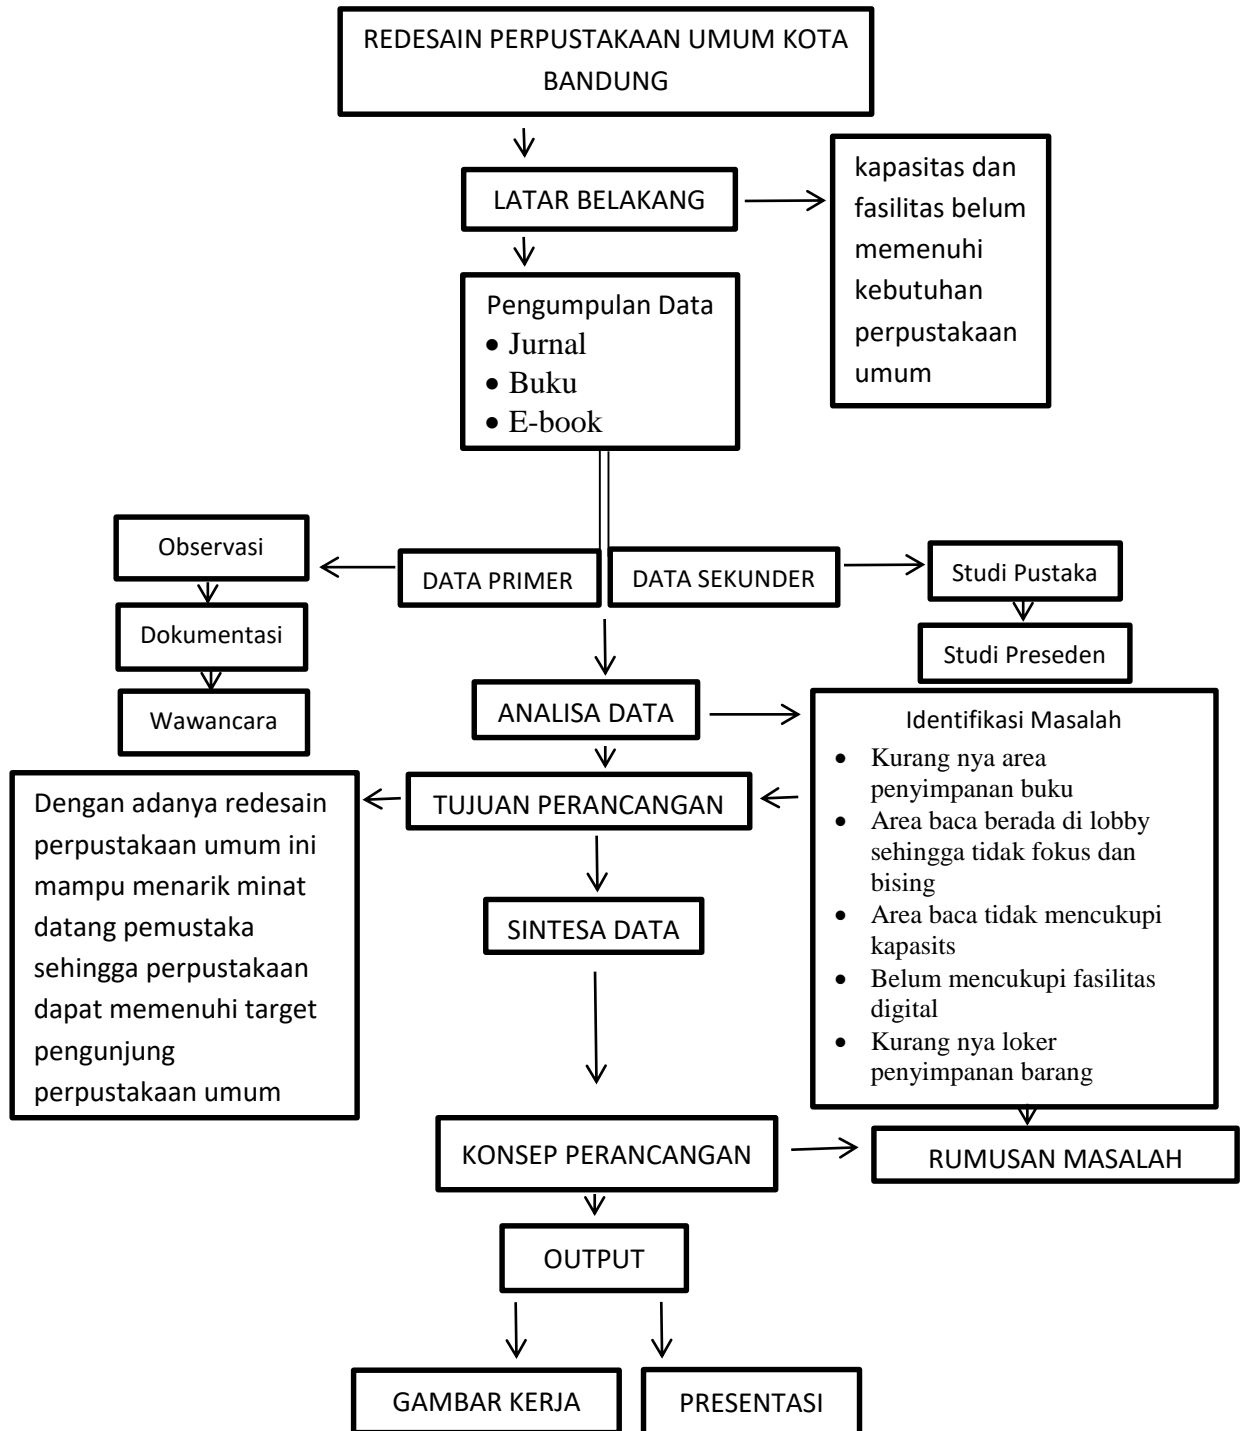 REDESAIN PERPUSTAKAAN UMUM KOTA
BANDUNG
LATAR BELAKANG
kapasitas dan
fasilitas belum
memenuhi
kebutuhan
perpustakaan
umum
Pengumpulan Data
• Jurnal
• Buku
• E-book
Observasi
DATA PRIMER
DATA SEKUNDER
Studi Pustaka
Dokumentasi
Studi Preseden
Wawancara
ANALISA DATA
Identifikasi Masalah
• Kurang nya area
penyimpanan buku
• Area baca berada di lobby
sehingga tidak fokus dan
bising
• Area baca tidak mencukupi
kapasits
• Belum mencukupi fasilitas
digital
• Kurang nya loker
penyimpanan barang
TUJUAN PERANCANGAN
Dengan adanya redesain
perpustakaan umum ini
mampu menarik minat
datang pemustaka
sehingga perpustakaan
dapat memenuhi target
pengunjung
perpustakaan umum
SINTESA DATA
KONSEP PERANCANGAN
RUMUSAN MASALAH
OUTPUT
GAMBAR KERJA
PRESENTASI